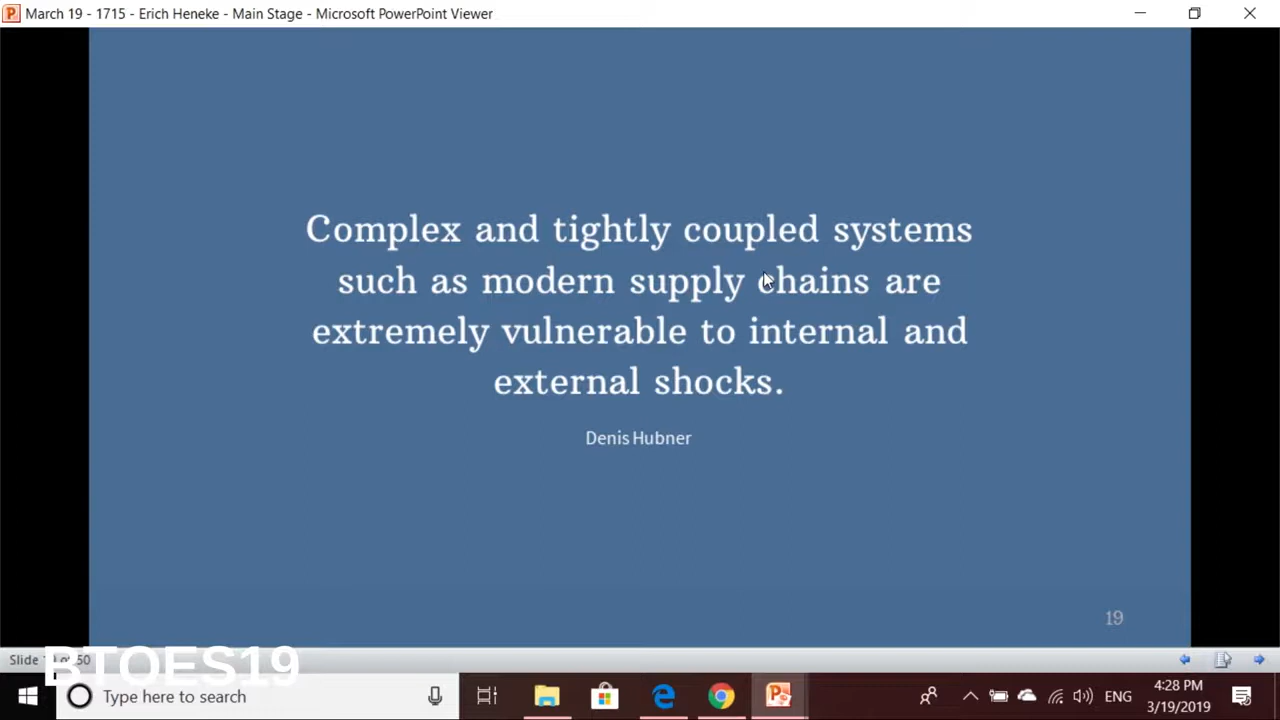 March 19 - 1715 - Erich Heneke - Main Stage - Microsoft PowerPoint Viewer
Complex and tightly coupled systems
such as modern supply chains are
extremely vulnerable to internal and
external shocks.
Denis Hubner
19
Slide of 50
BTOES19
Type here to search
ENG
4:28 PM
3/19/2019